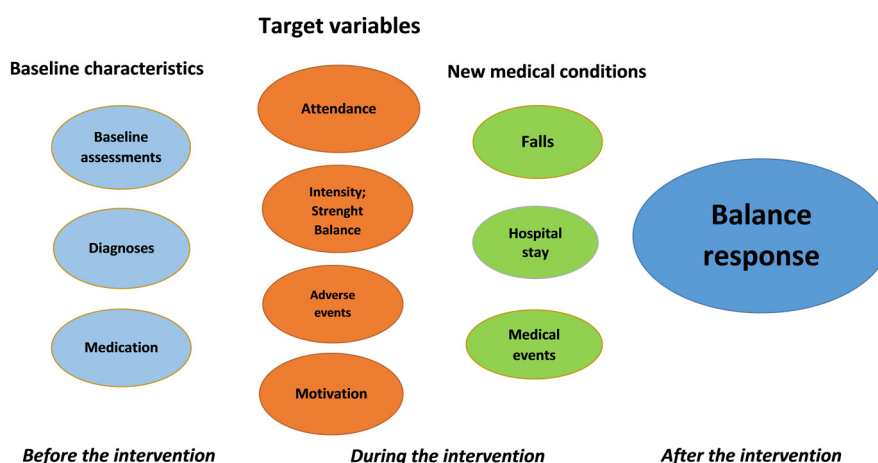 Target variables
Baseline characteristics
New medical conditions
Baseline
assessments
Diagnoses
Medication
Attendance
Intensity;
Strenght
Balance
Adverse
events
Motivation
Falls
Hospital
stay
Medical
events
Balance
response
Before the intervention
During the intervention
After the intervention